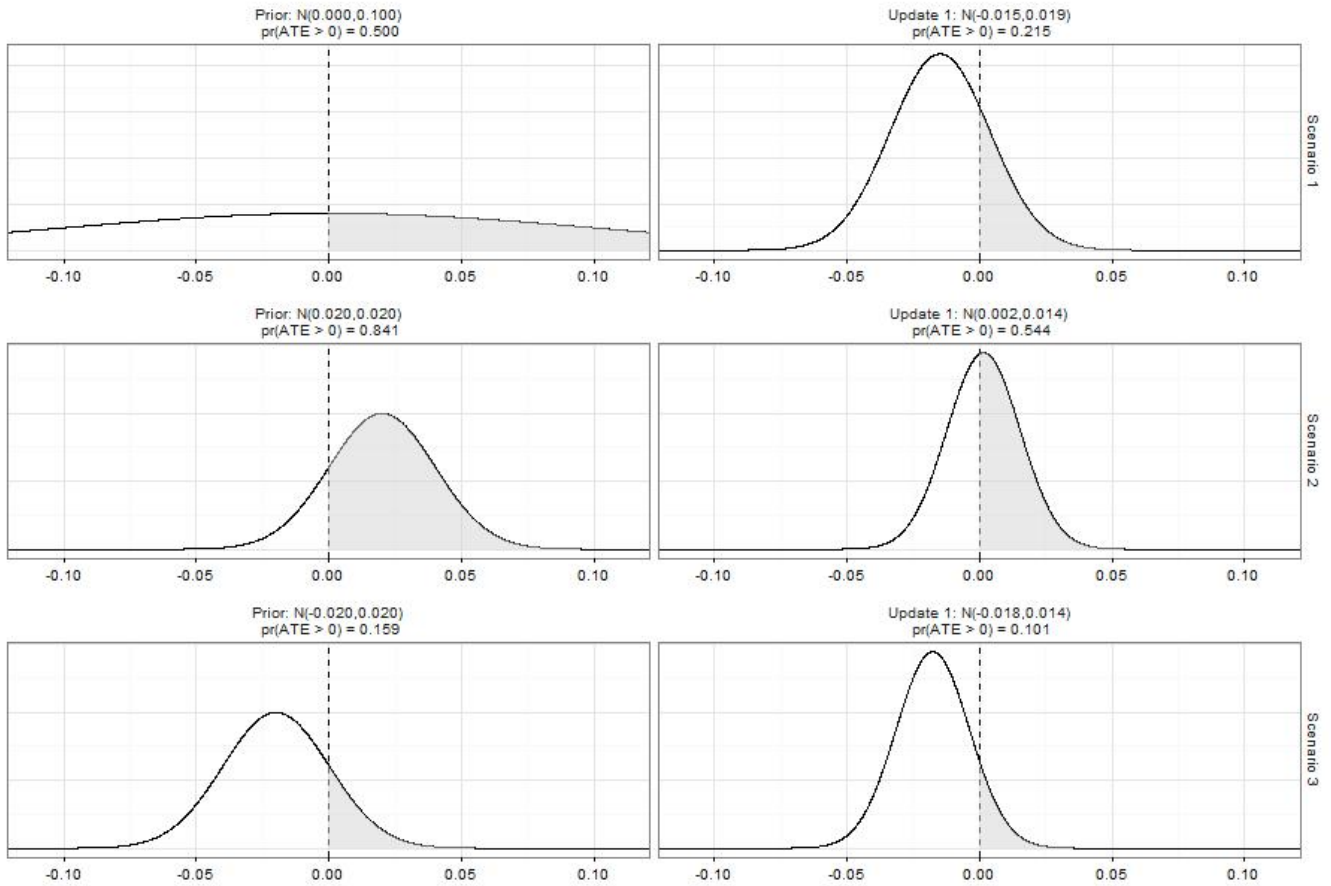 Prior: N(0.000,0.100)
pr(ATE > 0) = 0.500
Update 1: N(-0.015,0.019)
pr(ATE > 0) = 0.215
Scenario 1
-0.10 -0.05 0.00 0.05 0.10
-0.10 -0.05 0.00 0.05 0.10
Prior: N(0.020,0.020)
pr(ATE > 0) = 0.841
Update 1: N(0.002,0.014)
pr(ATE > 0) = 0.544
Scenario 2
-0.10 -0.05 0.00 0.05 0.10
-0.10 -0.05 0.00 0.05 0.10
Prior: N(-0.020,0.020)
pr(ATE > 0) = 0.159
Update 1: N(-0.018,0.014)
pr(ATE > 0) = 0.101
Scenario 3
-0.10 -0.05 0.00 0.05 0.10
-0.10 -0.05 0.00 0.05 0.10